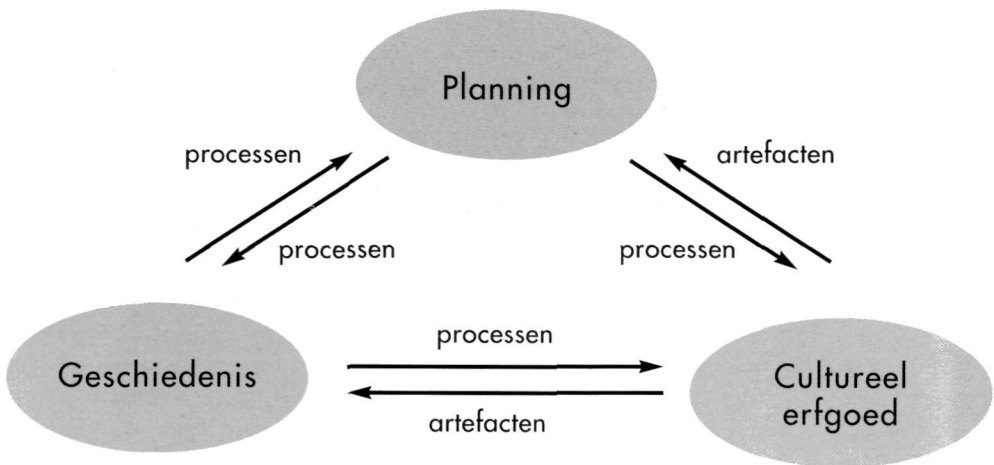 Planning
processen
artefacten
processen
processen
processen
Geschiedenis
Cultureel
erfgoed
artefacten